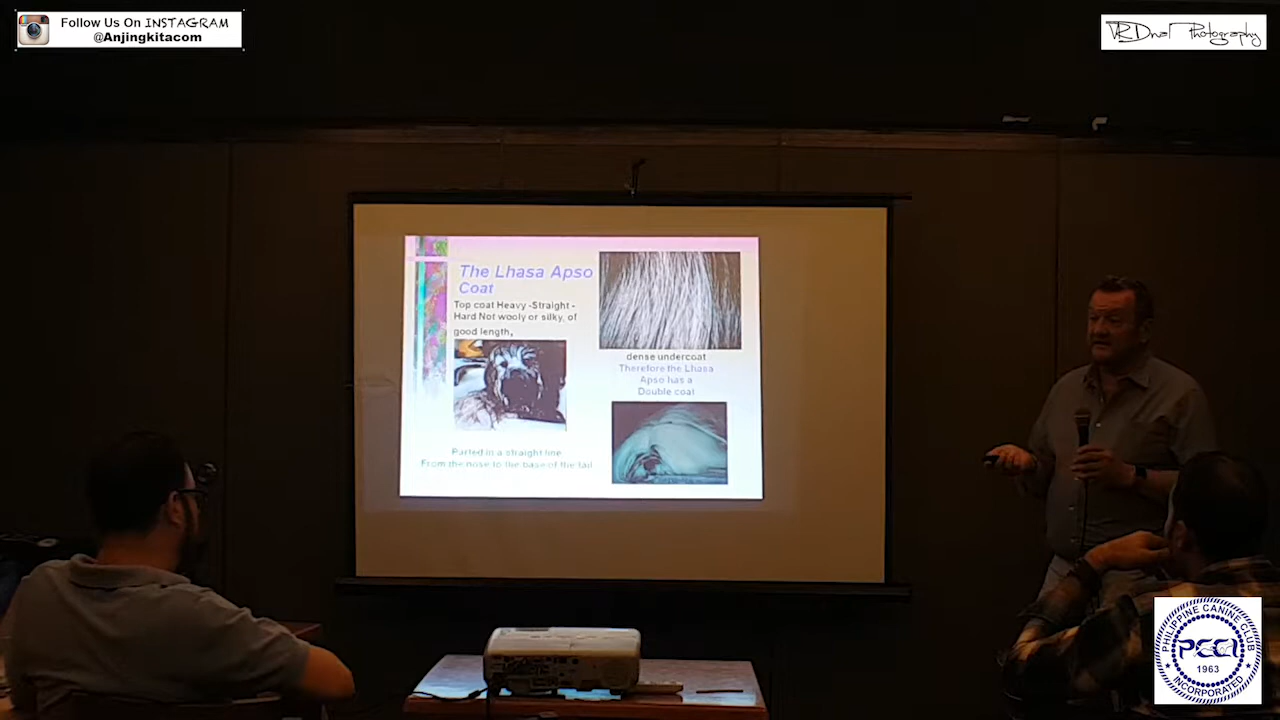 Follow Us On INSTAGRAM
@Anjingkitacom
VRDwal Photography
The Lhasa Apso
Coat
Top coat Heavy -Straight -
Hard Not wooly or silky, of
good length,
dense undercoat
Therefore the Lhasa
Apso has a
Double coat
Parted in a straight line
From the nose to the base of the tail
PHILIPPINE CANINE CLUB
PCCI
1963
INCORPORATED